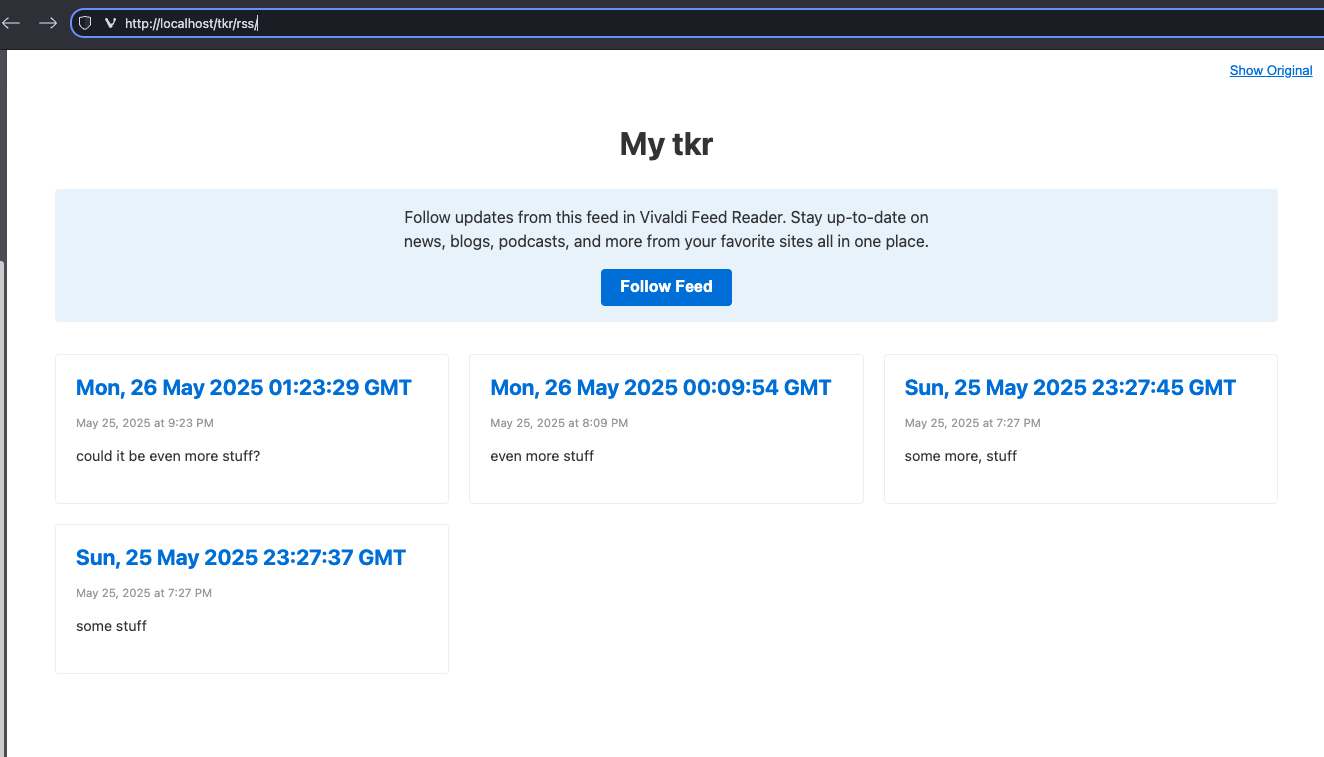 http://localhost/tkr/rss/
Show Original
My tkr
Follow updates from this feed in Vivaldi Feed Reader. Stay up-to-date on
news, blogs, podcasts, and more from your favorite sites all in one place.
Follow Feed
Mon, 26 May 2025 01:23:29 GMT
May 25, 2025 at 9:23 PM
could it be even more stuff?
Mon, 26 May 2025 00:09:54 GMT
May 25, 2025 at 8:09 PM
even more stuff
Sun, 25 May 2025 23:27:45 GMT
May 25, 2025 at 7:27 PM
some more, stuff
Sun, 25 May 2025 23:27:37 GMT
May 25, 2025 at 7:27 PM
some stuff